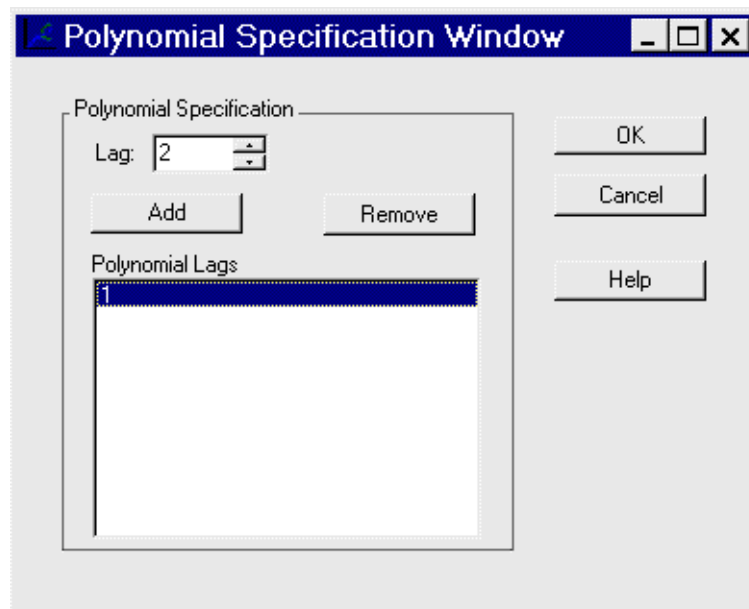 Polynomial Specification Window
Polynomial Specification
Lag: 2
OK
Cancel
Add Remove
Polynomial Lags
Help
1